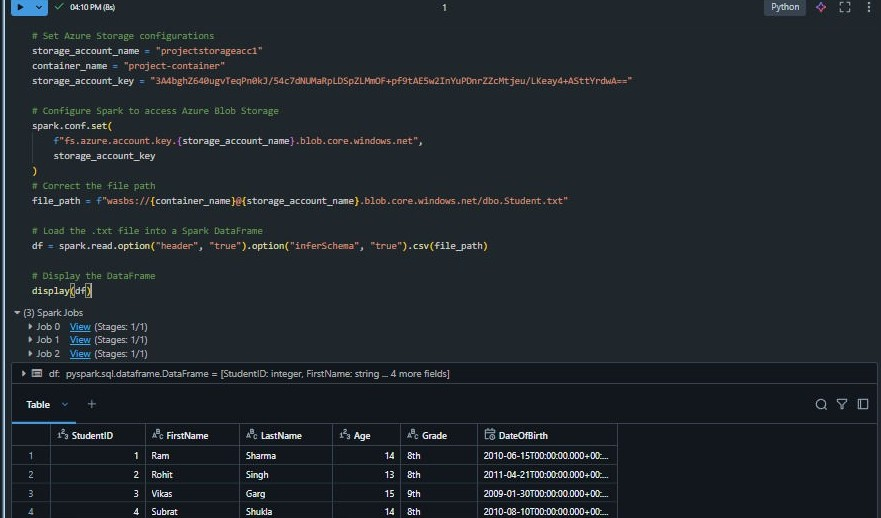 04:10 PM (8s)
1
Python
# Set Azure Storage configurations
storage_account_name = "projectstorageacc1"
container_name = "project-container"
storage_account_key =
# Configure Spark to access Azure Blob Storage
spark.conf.set(
f"fs.azure.account.key.{storage_account_name}.blob.core.windows.net",
storage_account_key
)
# Correct the file path
file_path = f"wasbs://{container_name}@{storage_account_name}.blob.core.windows.net/dbo.Student.txt"
# Load the .txt file into a Spark DataFrame
df = spark.read.option("header", "true").option("inferSchema", "true").csv(file_path)
# Display the DataFrame
display(df)
(3) Spark Jobs
Job 0 View (Stages: 1/1)
Job 1 View (Stages: 1/1)
Job 2 View (Stages: 1/1)
df: pyspark.sql.dataframe.DataFrame = [StudentID: integer, FirstName: string ... 4 more fields]
Table +
123 StudentID ABC FirstName ABC LastName 123 Age ABC Grade DateOfBirth
1 1 Ram Sharma 14 8th 2010-06-15T00:00:00.000+00:...
2 2 Rohit Singh 13 8th 2011-04-21T00:00:00.000+00:...
3 3 Vikas Garg 15 9th 2009-01-30T00:00:00.000+00:...
4 4 Subrat Shukla 14 8th 2010-08-10T00:00:00.000+00:...